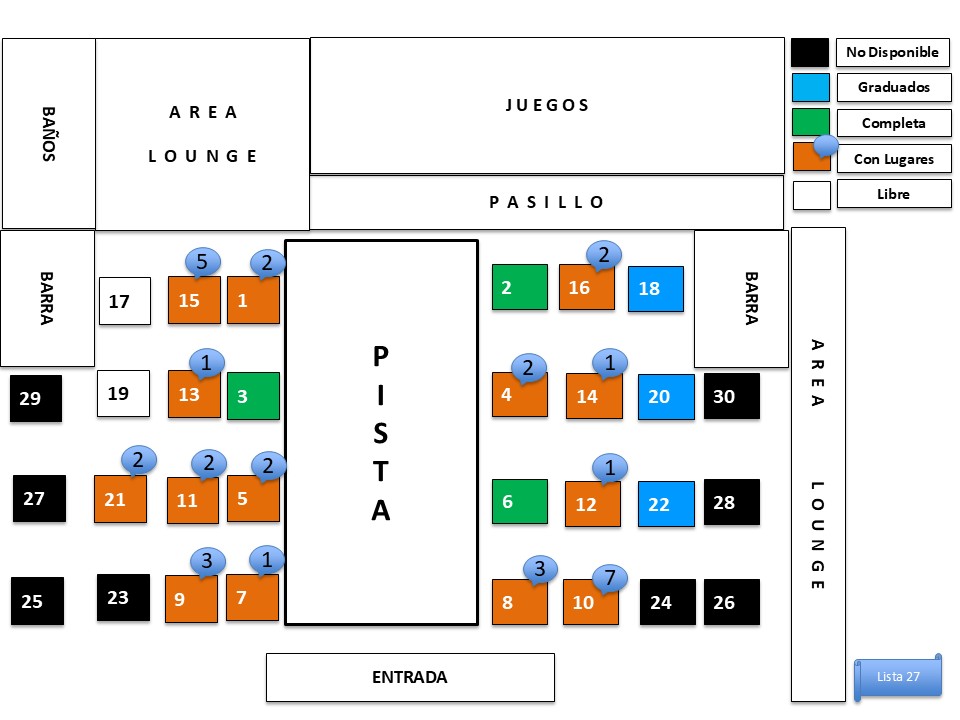 No Disponible
Graduados
Completa
Con Lugares
Libre
BAÑOS
AREA
LOUNGE
JUEGOS
PASILLO
BARRA
BARRA
5
2
17
15
1
2
2
16
18
1
29
19
13
3
2
1
4
14
20
30
2
2
2
27
21
11
5
1
6
12
22
28
3
1
25
23
9
7
3
7
8
10
24
26
PISTA
AREA
LOUNGE
ENTRADA
Lista 27